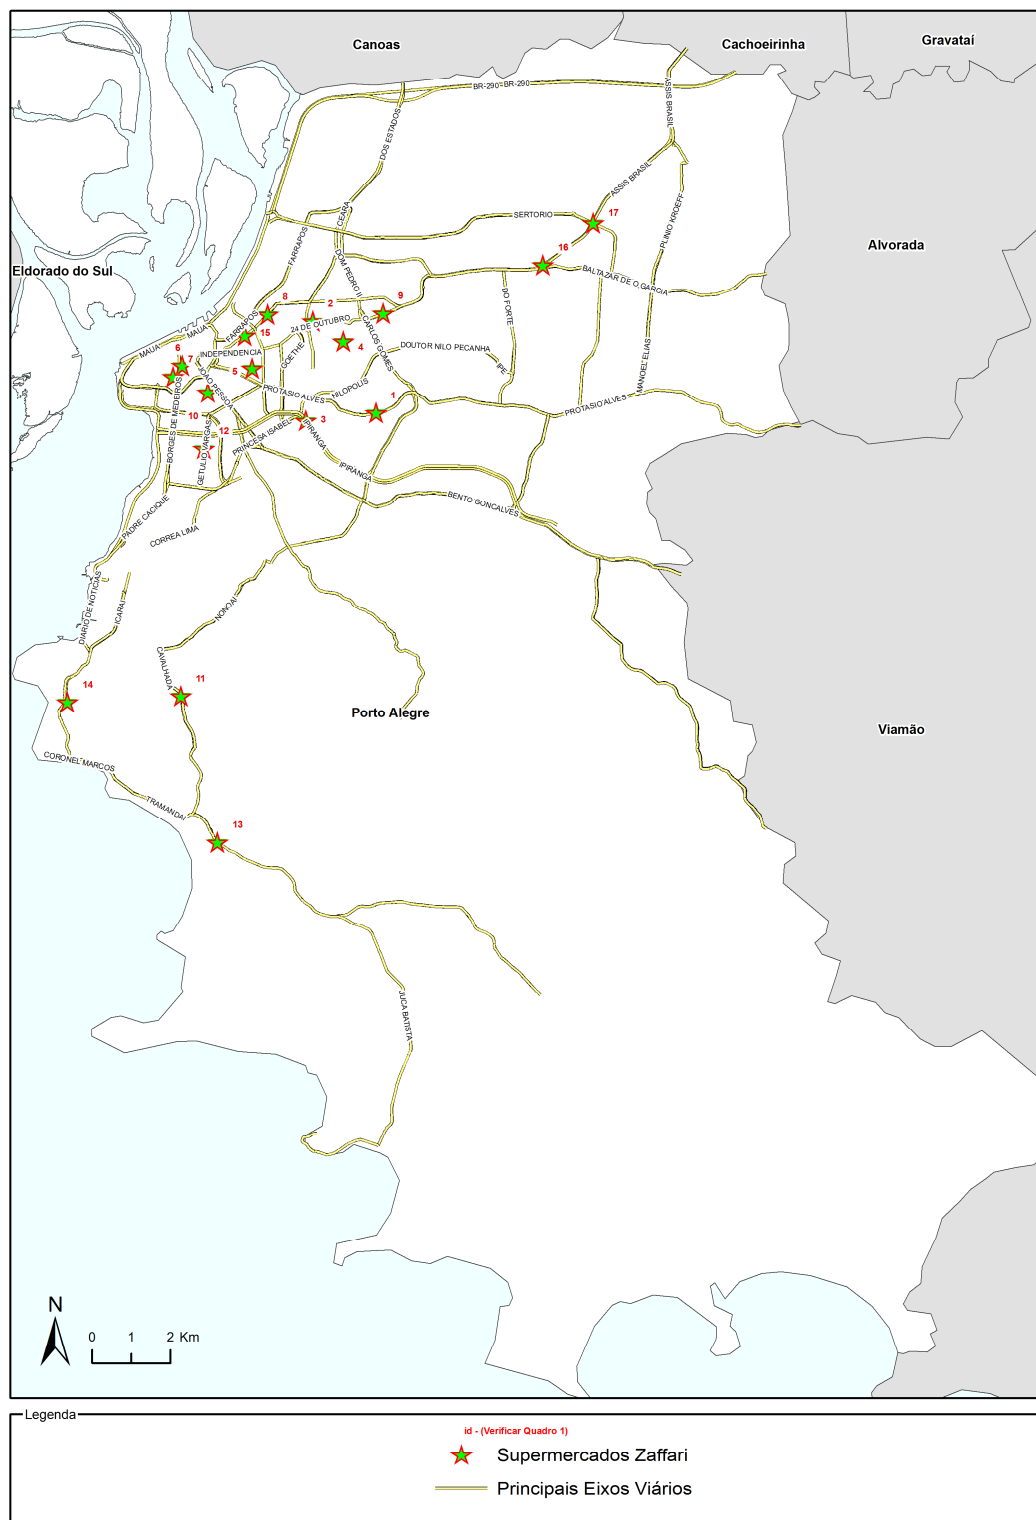 Canoas
Cachoeirinha
Gravataí
BR-290
BR-290
ASSIS BRASIL
DOS ESTADOS
ASSIS BRASIL
PLINIO KROEFF
CEARA
SERTORIO
17
FARRAPOS
16
Alvorada
Eldorado do Sul
DOM PEDRO II
BALTAZAR DE O GARCIA
DO FORTE
8
2
9
MAUA
FARRAPOS
24 DE OUTUBRO
CARLOS GOMES
15
MAUA
6
7
INDEPENDENCIA
GOETHE
4
DOUTOR NILO PECANHA
IPE
MANOEL ELIAS
5
JOAO PESSOA
PROTASIO ALVES
NILOPOLIS
BORGES DE MEDEIROS
1
PROTASIO ALVES
10
3
12
GETULIO VARGAS
PRINCESA ISABEL
IPIRANGA
IPIRANGA
BENTO GONCALVES
PADRE CACIQUE
CORREA LIMA
DIARIO DE NOTICIAS
ICARAI
NONOAI
CAVALHADA
14
11
Porto Alegre
Viamão
CORONEL MARCOS
TRAMANDAI
13
JUCA BATISTA
N
0 1 2 Km
Legenda
id - (Verificar Quadro 1)
Supermercados Zaffari
Principais Eixos Viários